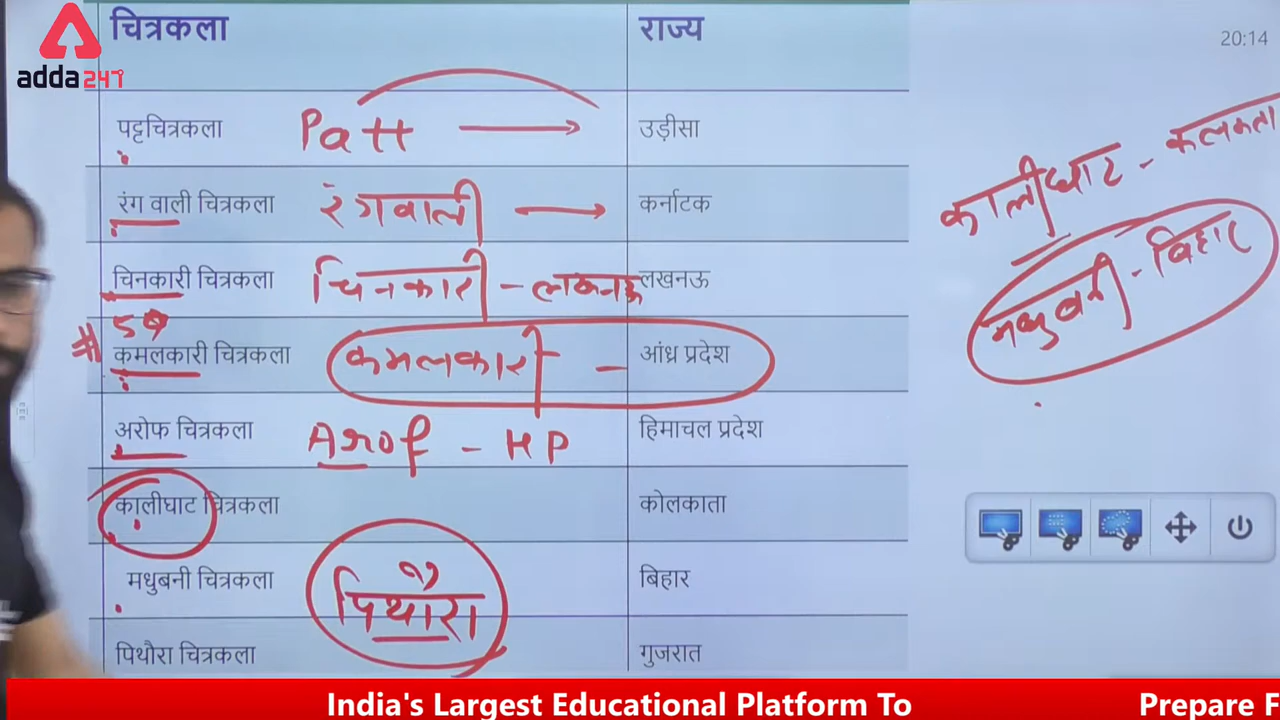 adda247
चित्रकला राज्य
20:14
पट्टचित्रकला Patt उड़ीसा
कालीघाट - कलकता
रंग वाली चित्रकला रंगवाली कर्नाटक
मधुबनी - बिहार
चिनकारी चित्रकला चिनकारी - लखनऊ लखनऊ
# 59
कमलकारी चित्रकला कमलकारी - आंध्र प्रदेश
अरोफ चित्रकला Arof - HP हिमाचल प्रदेश
कालीघाट चित्रकला कोलकाता
मधुबनी चित्रकला बिहार
पिथौरा
पिथौरा चित्रकला गुजरात
India's Largest Educational Platform To Prepare F